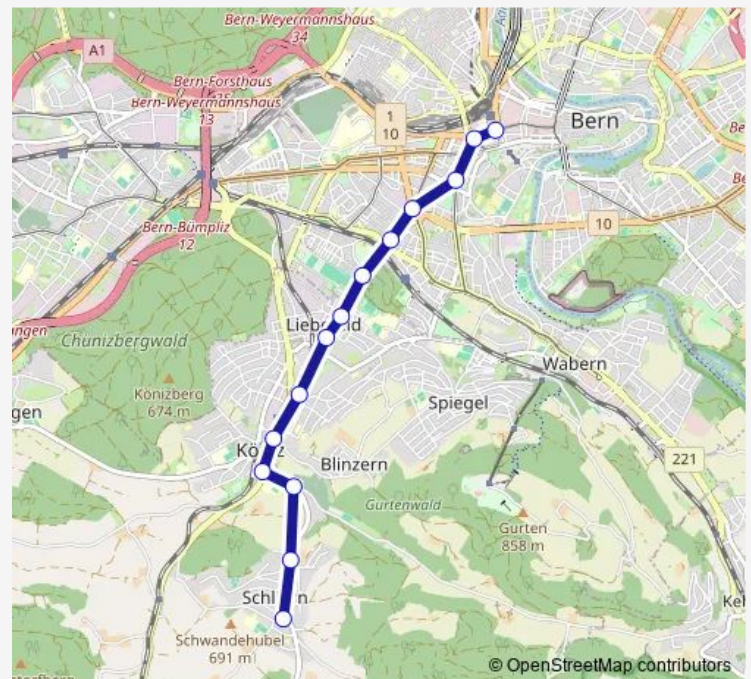 Bern-Weyermannshaus
34
A1
Bern-Forsthaus
Bern-Weyermannshaus
13
1
10
Bern
10
Bern-Bümpliz
12
Chunizbergwald
Könizberg
674 m
Wabern
Spiegel
Blinzern
221
Gurtenwald
Gurten
858 m
Schwandehubel
691 m
© OpenStreetMap contributors